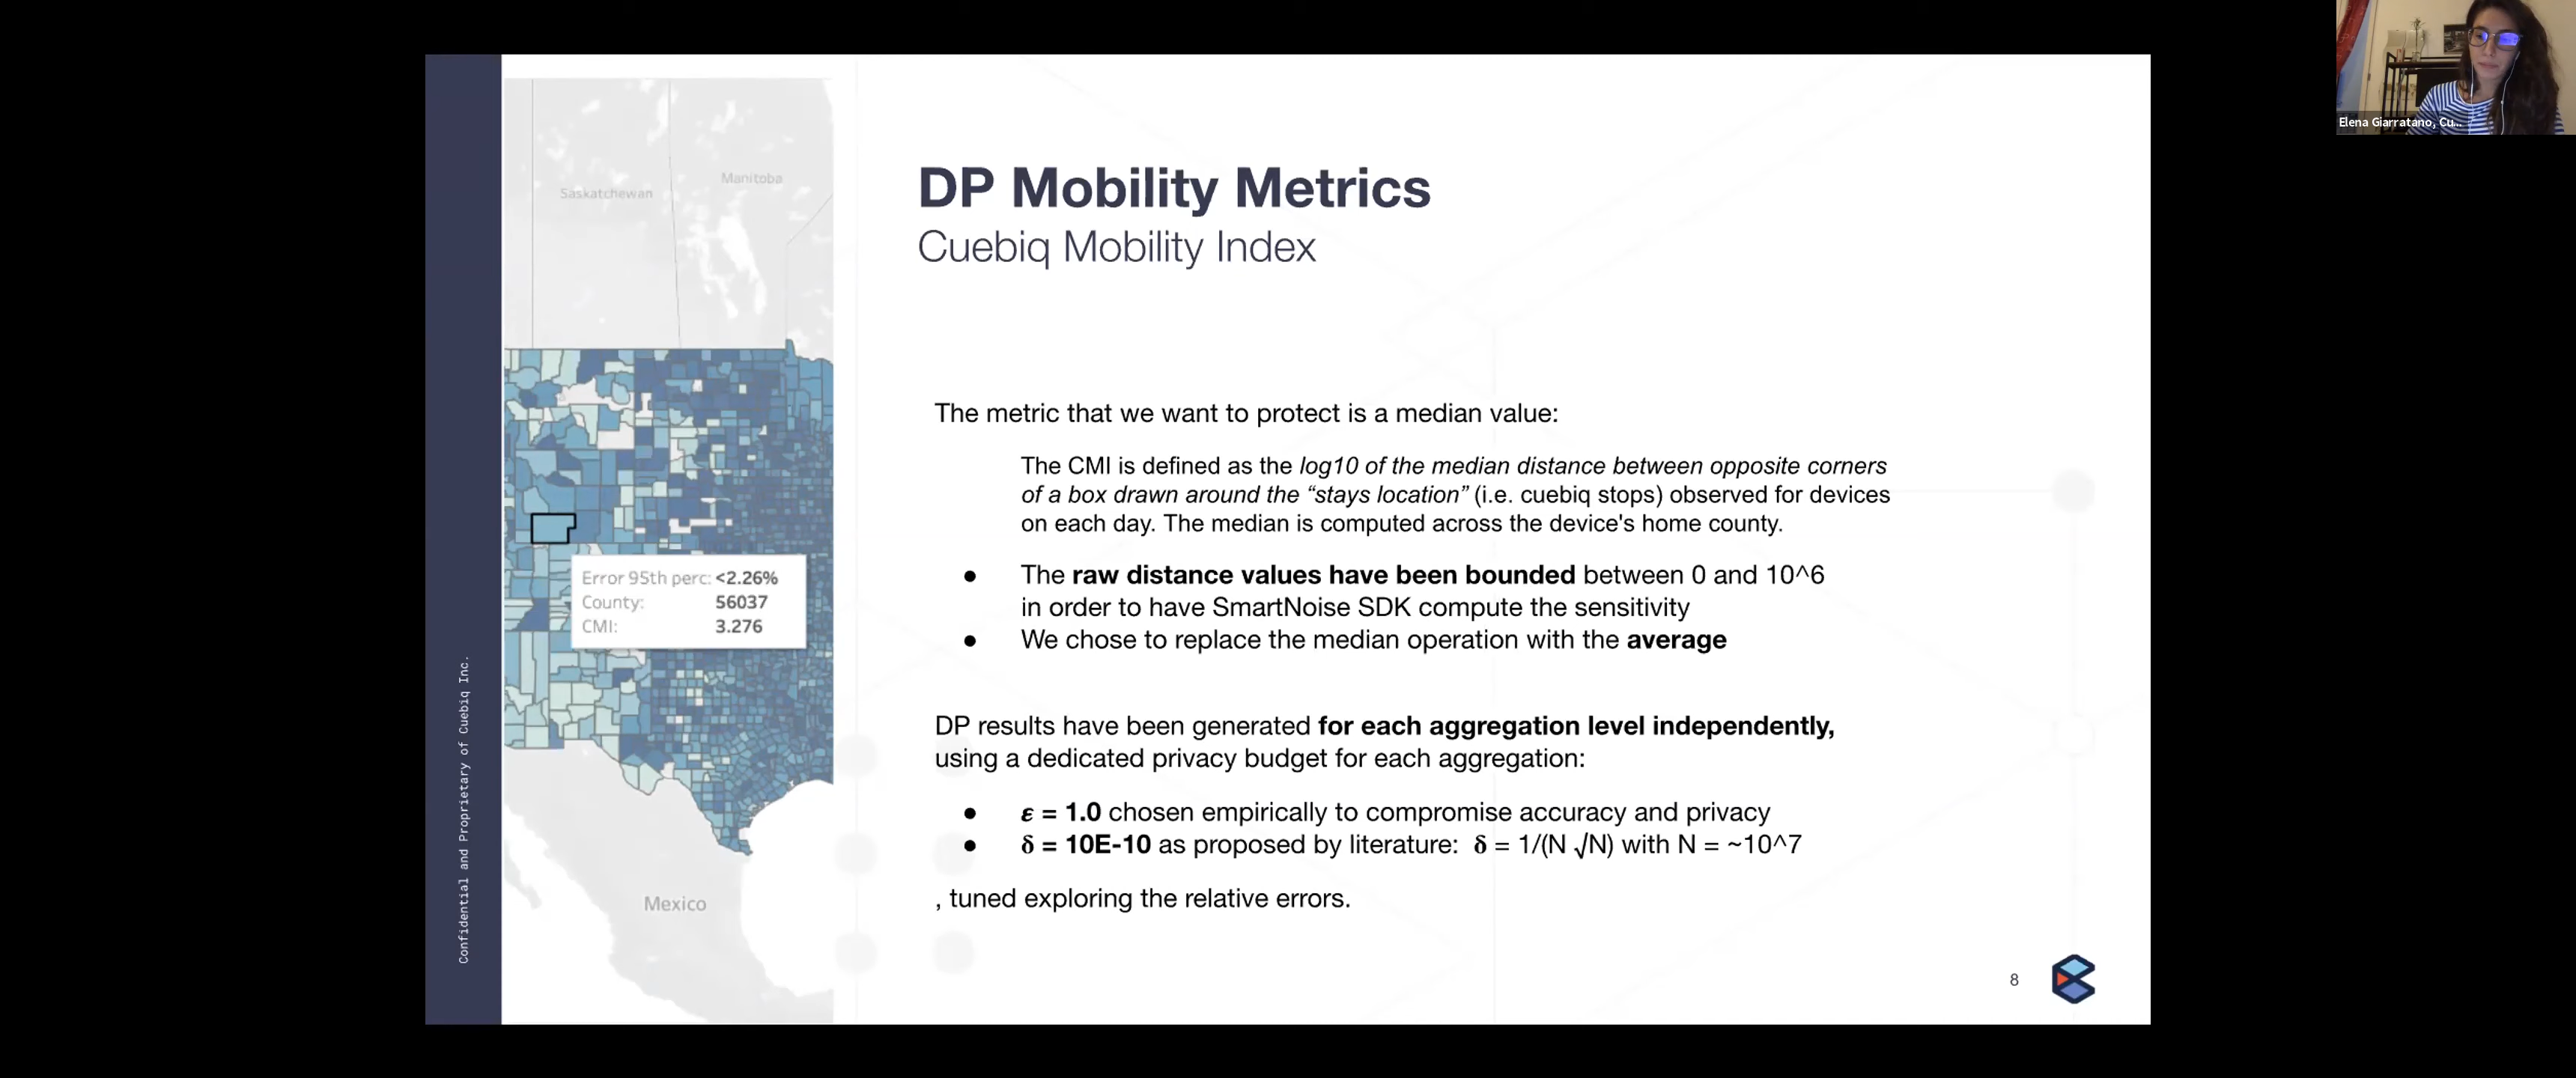 Elena Giarratano, Cu...
Saskatchewan
Manitoba
Error 95th perc: <2.26%
County: 56037
CMI: 3.276
Mexico
Confidential and Proprietary of Cuebiq Inc.
DP Mobility Metrics
Cuebiq Mobility Index
The metric that we want to protect is a median value:
The CMI is defined as the log10 of the median distance between opposite corners
of a box drawn around the “stays location” (i.e. cuebiq stops) observed for devices
on each day. The median is computed across the device's home county.
● The raw distance values have been bounded between 0 and 10^6
in order to have SmartNoise SDK compute the sensitivity
● We chose to replace the median operation with the average
DP results have been generated for each aggregation level independently,
using a dedicated privacy budget for each aggregation:
● ε = 1.0 chosen empirically to compromise accuracy and privacy
● δ = 10E-10 as proposed by literature: δ = 1/(N √N) with N = ~10^7
, tuned exploring the relative errors.
8